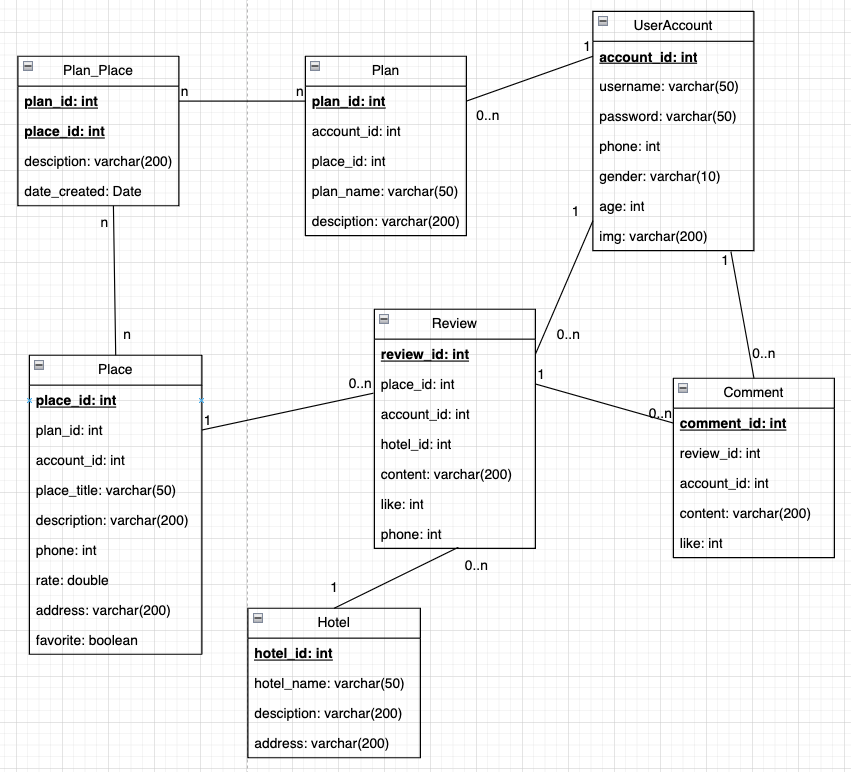 Plan_Place
plan_id: int
place_id: int
desciption: varchar(200)
date_created: Date
n
n
Plan
plan_id: int
account_id: int
place_id: int
plan_name: varchar(50)
desciption: varchar(200)
1
0..n
UserAccount
account_id: int
username: varchar(50)
password: varchar(50)
phone: int
gender: varchar(10)
age: int
img: varchar(200)
n
n
1
0..n
1
0..n
Place
place_id: int
plan_id: int
account_id: int
place_title: varchar(50)
description: varchar(200)
phone: int
rate: double
address: varchar(200)
favorite: boolean
1
0..n
Review
review_id: int
place_id: int
account_id: int
hotel_id: int
content: varchar(200)
like: int
phone: int
1
0..n
Comment
comment_id: int
review_id: int
account_id: int
content: varchar(200)
like: int
0..n
1
Hotel
hotel_id: int
hotel_name: varchar(50)
desciption: varchar(200)
address: varchar(200)